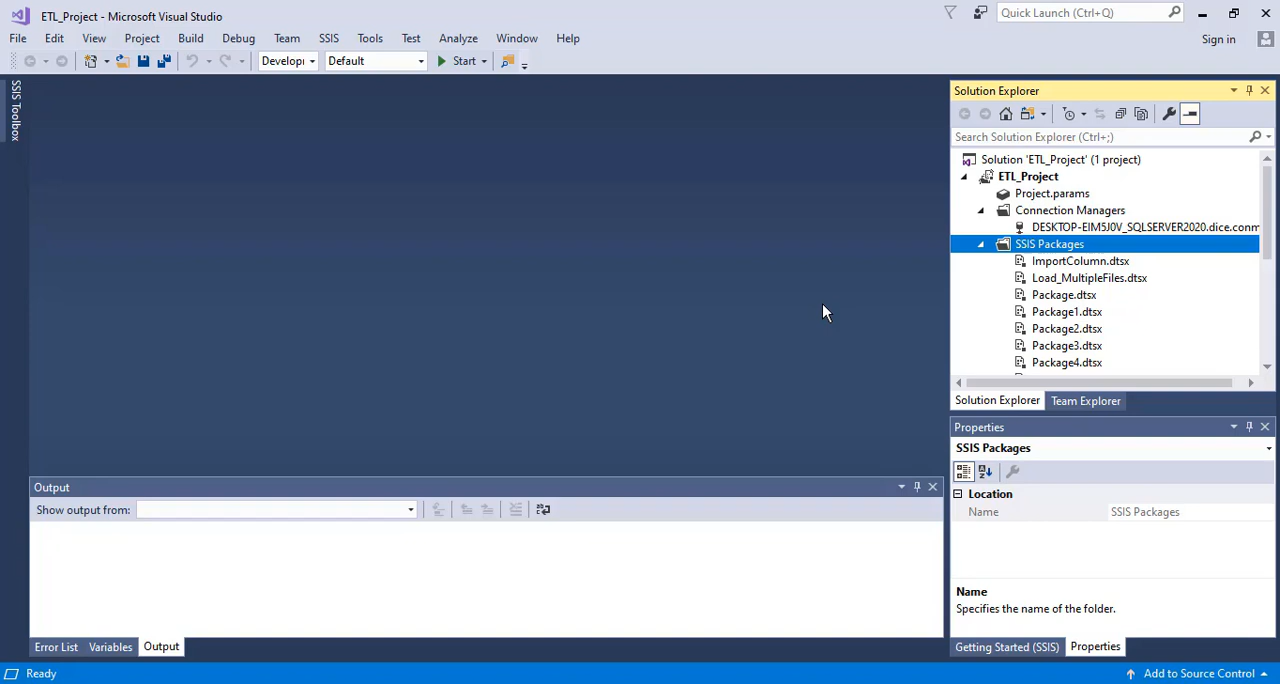 ETL_Project - Microsoft Visual Studio
Quick Launch (Ctrl+Q)
File Edit View Project Build Debug Team SSIS Tools Test Analyze Window Help
Sign in
Developi Default Start
SSIS Toolbox
Solution Explorer
Search Solution Explorer (Ctrl+;)
Solution 'ETL_Project' (1 project)
ETL_Project
Project.params
Connection Managers
DESKTOP-EIM5J0V_SQLSERVER2020.dice.conm
SSIS Packages
ImportColumn.dtsx
Load_MultipleFiles.dtsx
Package.dtsx
Package1.dtsx
Package2.dtsx
Package3.dtsx
Package4.dtsx
Solution Explorer Team Explorer
Properties
SSIS Packages
Location
Name SSIS Packages
Name
Specifies the name of the folder.
Getting Started (SSIS) Properties
Output
Show output from:
Error List Variables Output
Ready
Add to Source Control